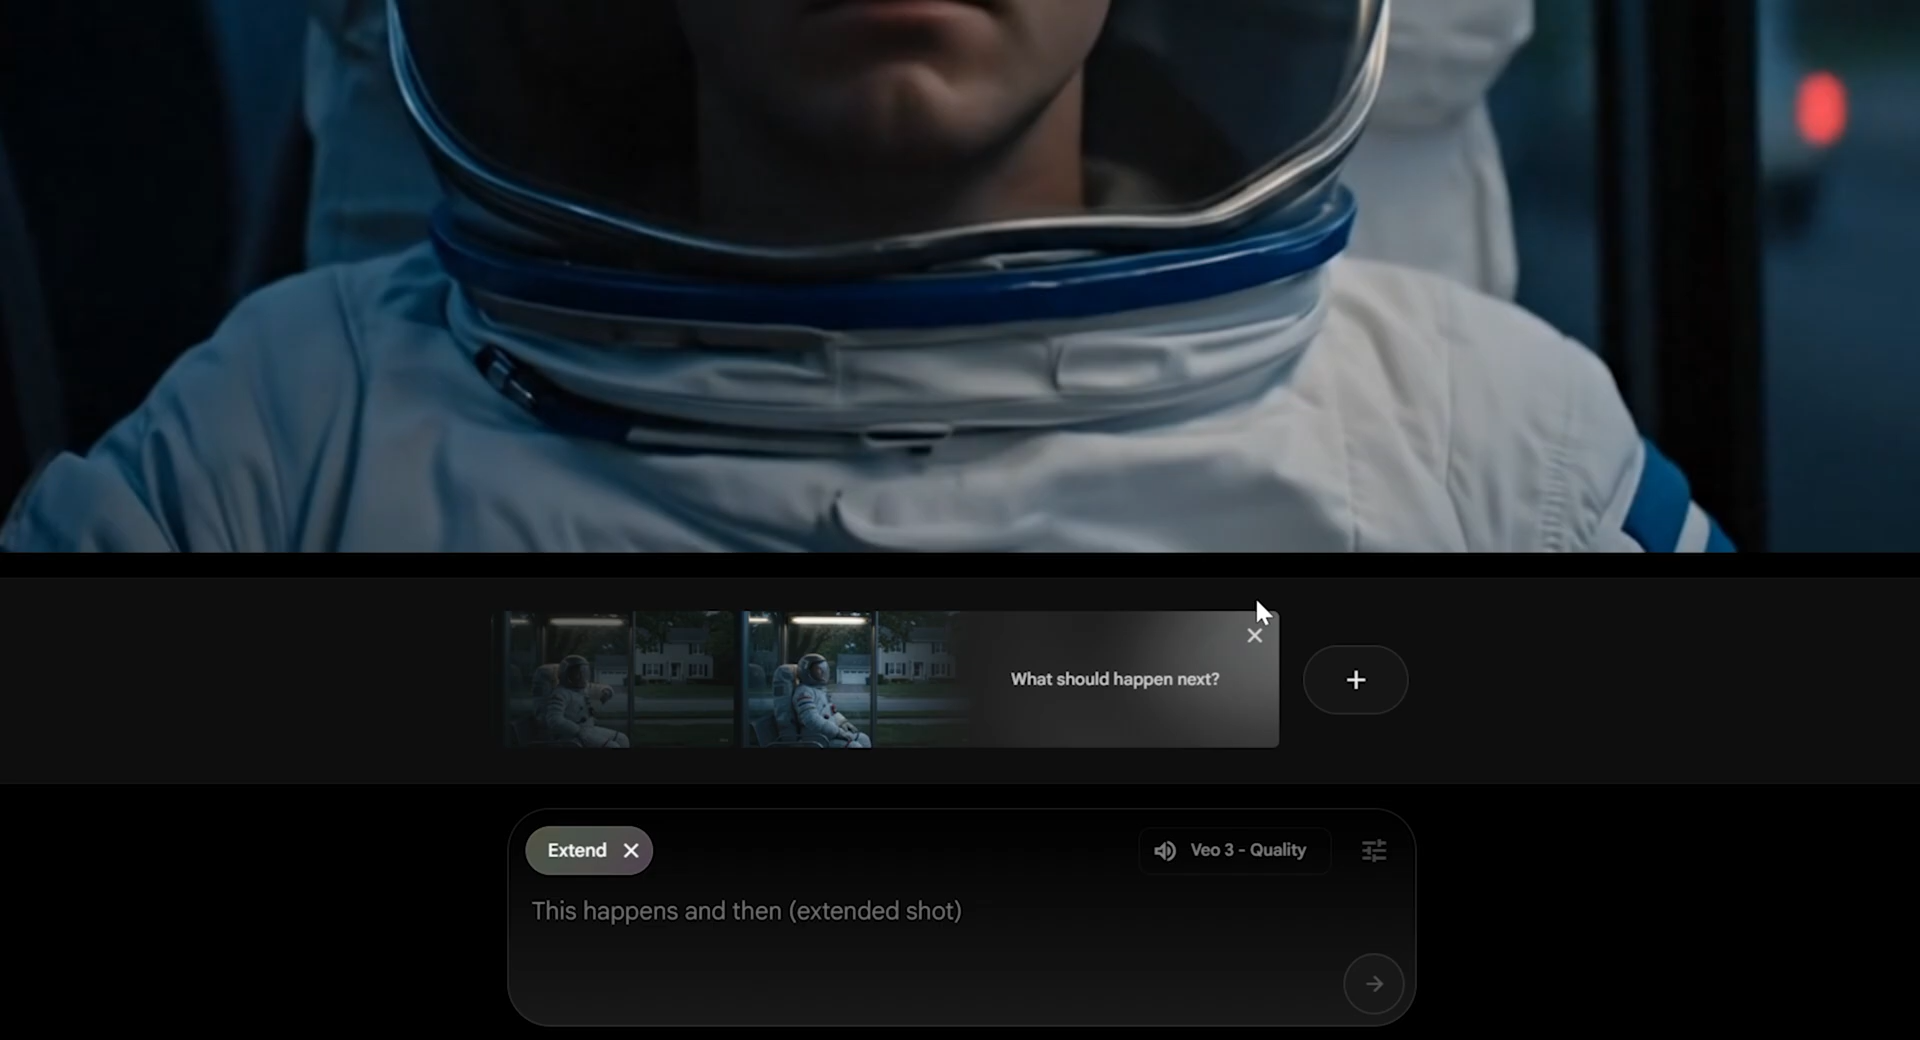 What should happen next?
Extend
Veo 3 - Quality
This happens and then (extended shot)